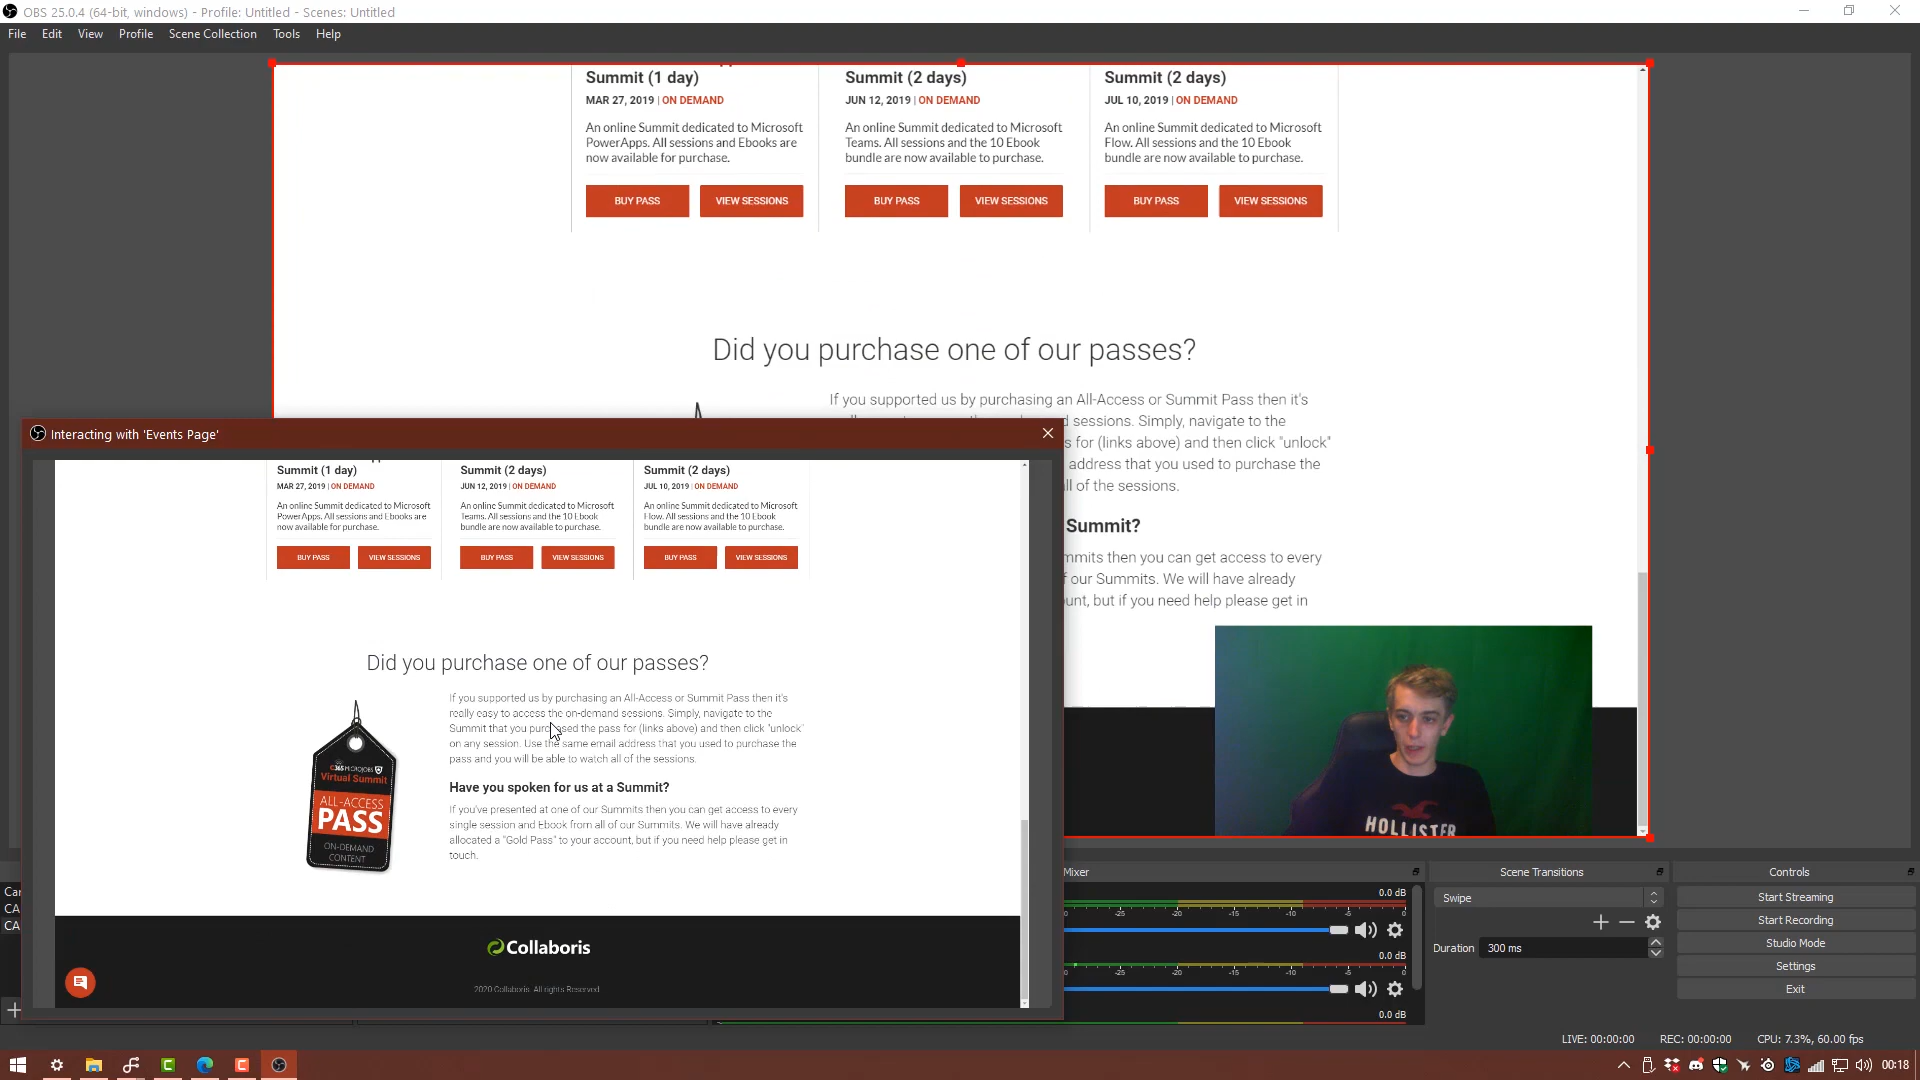 OBS 25.0.4 (64-bit, windows) - Profile: Untitled - Scenes: Untitled
File Edit View Profile Scene Collection Tools Help
Summit (1 day)
MAR 27, 2019 | ON DEMAND
An online Summit dedicated to Microsoft
PowerApps. All sessions and Ebooks are
now available for purchase.
BUY PASS VIEW SESSIONS
Summit (2 days)
JUN 12, 2019 | ON DEMAND
An online Summit dedicated to Microsoft
Teams. All sessions and the 10 Ebook
bundle are now available to purchase.
BUY PASS VIEW SESSIONS
Summit (2 days)
JUL 10, 2019 | ON DEMAND
An online Summit dedicated to Microsoft
Flow. All sessions and the 10 Ebook
bundle are now available to purchase.
BUY PASS VIEW SESSIONS
Did you purchase one of our passes?
If you supported us by purchasing an All-Access or Summit Pass then it's
sessions. Simply, navigate to the
s for (links above) and then click "unlock"
address that you used to purchase the
ll of the sessions.
Summit?
mmits then you can get access to every
f our Summits. We will have already
unt, but if you need help please get in
HOLLISTER
Interacting with 'Events Page'
Summit (1 day)
MAR 27, 2019 | ON DEMAND
An online Summit dedicated to Microsoft
PowerApps. All sessions and Ebooks are
now available for purchase.
BUY PASS VIEW SESSIONS
Summit (2 days)
JUN 12, 2019 | ON DEMAND
An online Summit dedicated to Microsoft
Teams. All sessions and the 10 Ebook
bundle are now available to purchase.
BUY PASS VIEW SESSIONS
Summit (2 days)
JUL 10, 2019 | ON DEMAND
An online Summit dedicated to Microsoft
Flow. All sessions and the 10 Ebook
bundle are now available to purchase.
BUY PASS VIEW SESSIONS
Did you purchase one of our passes?
If you supported us by purchasing an All-Access or Summit Pass then it's
really easy to access the on-demand sessions. Simply, navigate to the
Summit that you purchased the pass for (links above) and then click "unlock"
on any session. Use the same email address that you used to purchase the
pass and you will be able to watch all of the sessions.
Have you spoken for us at a Summit?
If you've presented at one of our Summits then you can get access to every
single session and Ebook from all of our Summits. We will have already
allocated a "Gold Pass" to your account, but if you need help please get in
touch.
Virtual Summit
ALL-ACCESS
PASS
ON-DEMAND
CONTENT
Collaboris
2020 Collaboris. All rights Reserved
Car
CA
CA
Mixer
0.0 dB
-25 -20 -15 -10 -5 0
0.0 dB
-25 -20 -15 -10 -5 0
0.0 dB
Scene Transitions
Swipe
Duration 300 ms
Controls
Start Streaming
Start Recording
Studio Mode
Settings
Exit
LIVE: 00:00:00 REC: 00:00:00 CPU: 7.3%, 60.00 fps
00:18